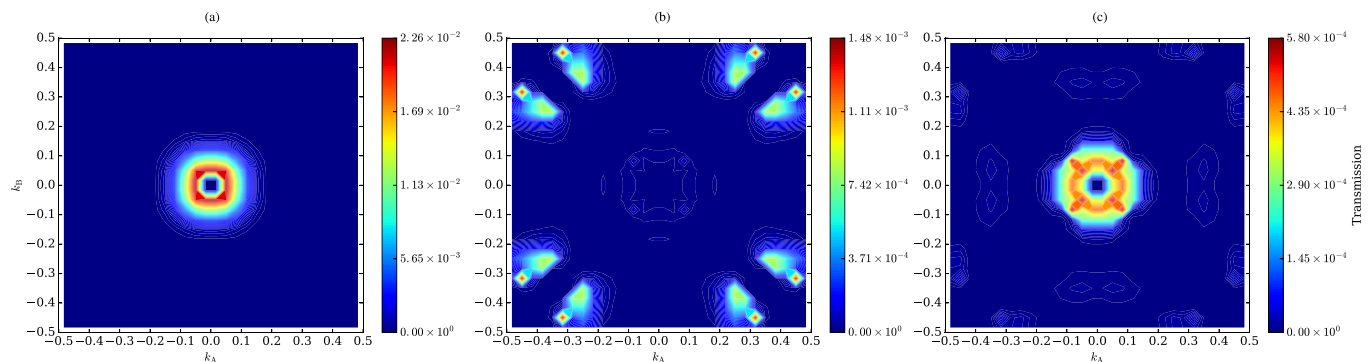 (a)
0.5
0.4
0.3
0.2
0.1
0.0
−0.1
−0.2
−0.3
−0.4
−0.5
−0.5 −0.4 −0.3 −0.2 −0.1 0.0 0.1 0.2 0.3 0.4 0.5
k_A
k_B
2.26 × 10⁻²
1.69 × 10⁻²
1.13 × 10⁻²
5.65 × 10⁻³
0.00 × 10⁰
(b)
0.5
0.4
0.3
0.2
0.1
0.0
−0.1
−0.2
−0.3
−0.4
−0.5
−0.5 −0.4 −0.3 −0.2 −0.1 0.0 0.1 0.2 0.3 0.4 0.5
k_A
1.48 × 10⁻³
1.11 × 10⁻³
7.42 × 10⁻⁴
3.71 × 10⁻⁴
0.00 × 10⁰
(c)
0.5
0.4
0.3
0.2
0.1
0.0
−0.1
−0.2
−0.3
−0.4
−0.5
−0.5 −0.4 −0.3 −0.2 −0.1 0.0 0.1 0.2 0.3 0.4 0.5
k_A
5.80 × 10⁻⁴
4.35 × 10⁻⁴
2.90 × 10⁻⁴
1.45 × 10⁻⁴
0.00 × 10⁰
Transmission